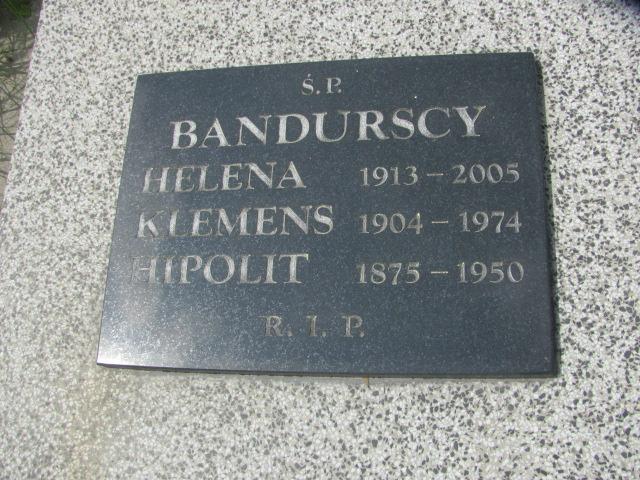 Ś.P.
BANDURSCY
HELENA 1913 – 2005
KLEMENS 1904 – 1974
HIPOLIT 1875 – 1950
R. I. P.